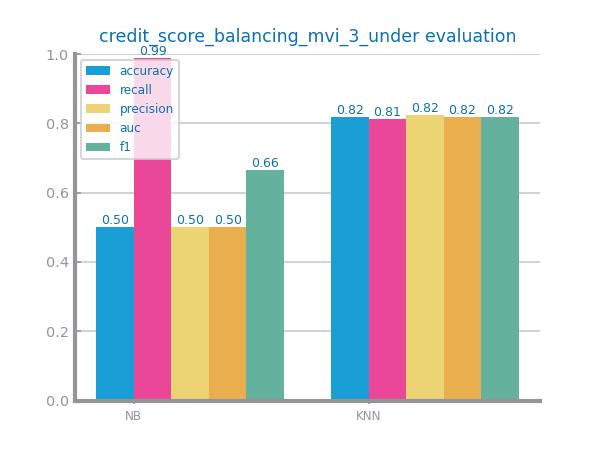 credit_score_balancing_mvi_3_under evaluation
1.0
0.8
0.6
0.4
0.2
0.0
accuracy
recall
precision
auc
f1
0.50
0.99
0.50
0.50
0.66
0.82
0.81
0.82
0.82
0.82
NB
KNN